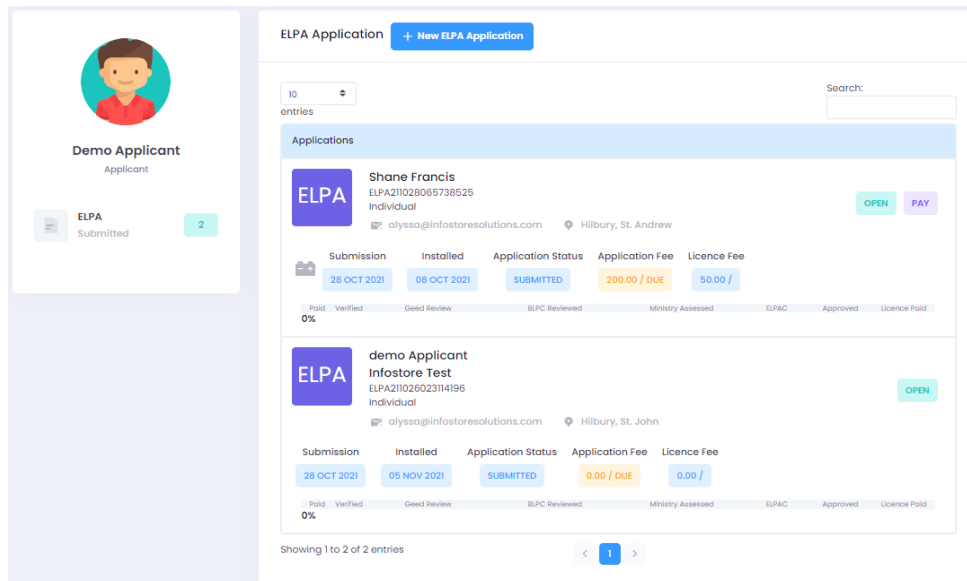 Demo Applicant
Applicant
ELPA
Submitted
2
ELPA Application
+ New ELPA Application
10
entries
Search:
Applications
ELPA
Shane Francis
ELPA211028065738525
Individual
alyssa@infostoresolutions.com
Hilbury, St. Andrew
OPEN
PAY
Submission Installed Application Status Application Fee Licence Fee
28 OCT 2021 08 OCT 2021 SUBMITTED 200.00 / DUE 50.00 /
Paid Verified Geed Review BLPC Reviewed Ministry Assessed ELPAC Approved Licence Paid
0%
ELPA
demo Applicant
Infostore Test
ELPA211026023114196
Individual
alyssa@infostoresolutions.com
Hilbury, St. John
OPEN
Submission Installed Application Status Application Fee Licence Fee
28 OCT 2021 05 NOV 2021 SUBMITTED 0.00 / DUE 0.00 /
Paid Verified Geed Review BLPC Reviewed Ministry Assessed ELPAC Approved Licence Paid
0%
Showing 1 to 2 of 2 entries
< 1 >